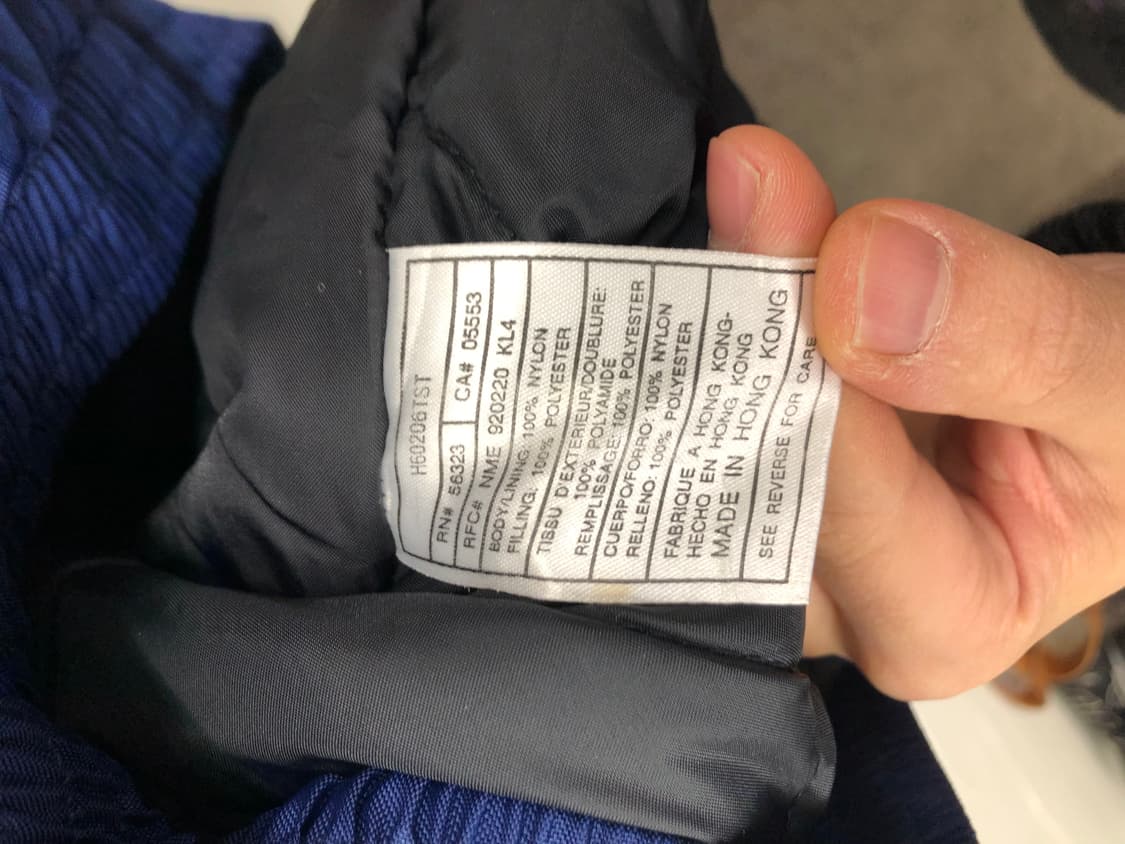 H60206TST
RN# 56323 CA# 05553
RFC# NME 920220 KL4
BODY/LINING: 100% NYLON
FILLING: 100% POLYESTER
TISSU D'EXTERIEUR/DOUBLURE:
100% POLYAMIDE
REMPLISSAGE: 100% POLYESTER
CUERPO/FORRO: 100% NYLON
RELLENO: 100% POLYESTER
FABRIQUE A HONG KONG-
HECHO EN HONG KONG
MADE IN HONG KONG
SEE REVERSE FOR CARE